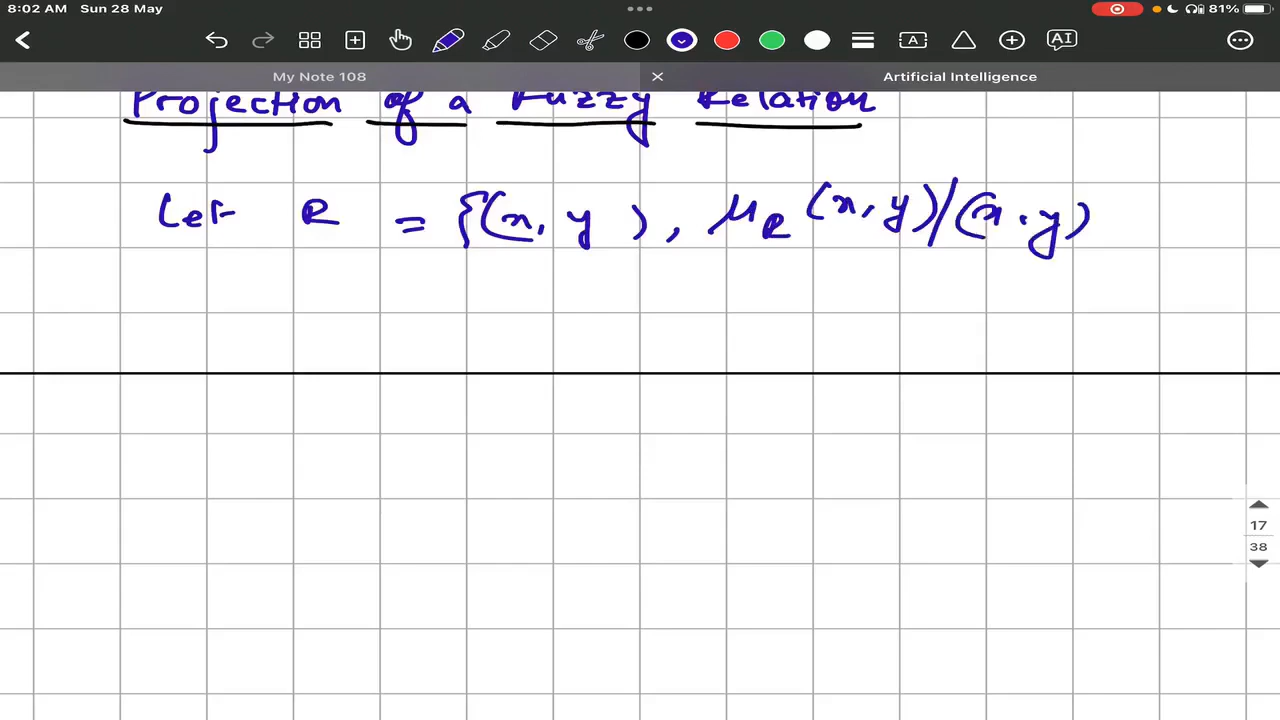 8:02 AM Sun 28 May
81%
My Note 108
Artificial Intelligence
Projection of a Fuzzy Relation
Let R = {(x, y), μR (x, y)/(x, y)
17
38